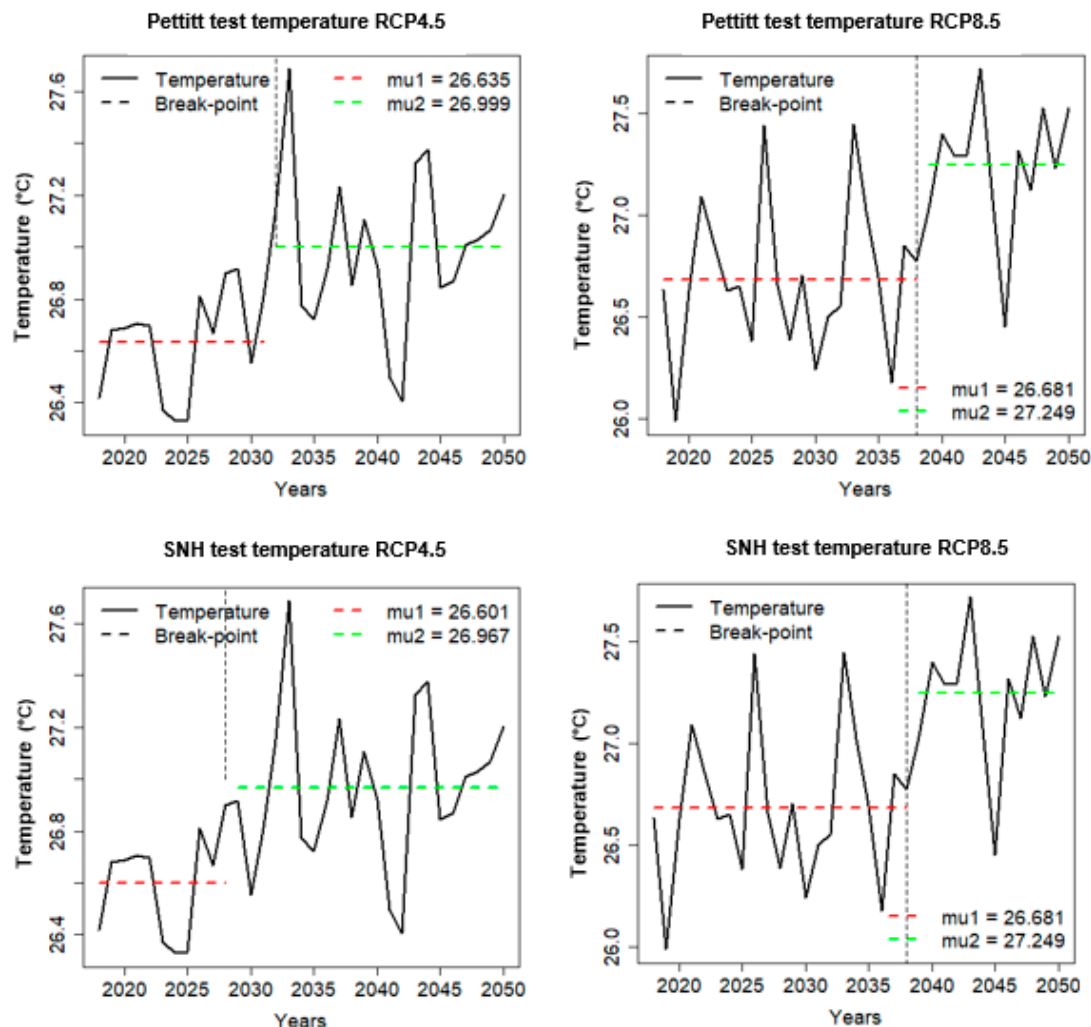 Pettitt test temperature RCP4.5
Temperature
Break-point
mu1 = 26.635
mu2 = 26.999
Temperature (°C)
27.6
27.2
26.8
26.4
2020 2025 2030 2035 2040 2045 2050
Years
Pettitt test temperature RCP8.5
Temperature
Break-point
mu1 = 26.681
mu2 = 27.249
Temperature (°C)
27.5
27.0
26.5
26.0
2020 2025 2030 2035 2040 2045 2050
Years
SNH test temperature RCP4.5
Temperature
Break-point
mu1 = 26.601
mu2 = 26.967
Temperature (°C)
27.6
27.2
26.8
26.4
2020 2025 2030 2035 2040 2045 2050
Years
SNH test temperature RCP8.5
Temperature
Break-point
mu1 = 26.681
mu2 = 27.249
Temperature (°C)
27.5
27.0
26.5
26.0
2020 2025 2030 2035 2040 2045 2050
Years